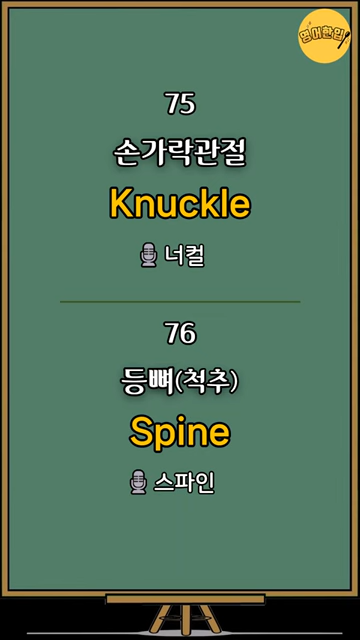 영어한입
75
손가락관절
Knuckle
너컬
76
등뼈(척추)
Spine
스파인